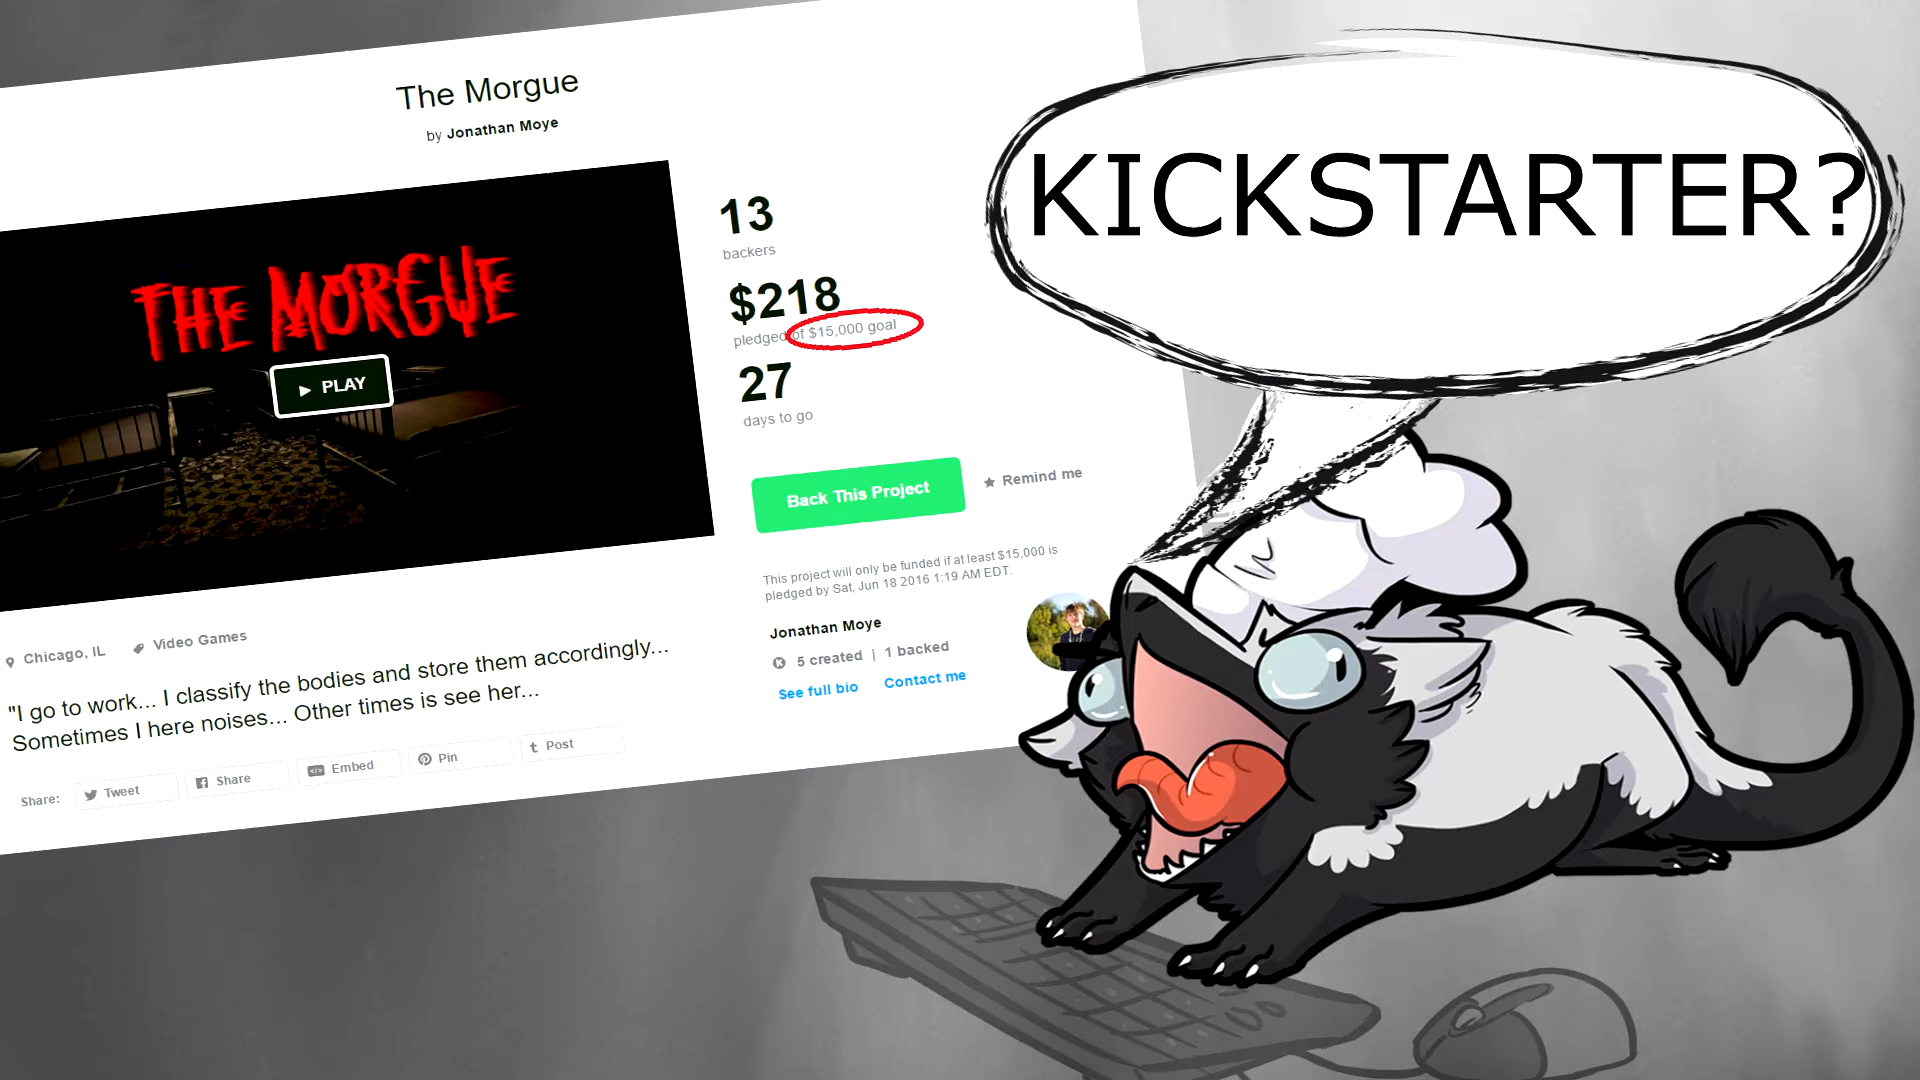 The Morgue
by Jonathan Moye
THE MORGUE
PLAY
13
backers
$218
pledged of $15,000 goal
27
days to go
Back This Project
Remind me
This project will only be funded if at least $15,000 is
pledged by Sat, Jun 18 2016 1:19 AM EDT.
Jonathan Moye
5 created | 1 backed
See full bio Contact me
Chicago, IL Video Games
"I go to work... I classify the bodies and store them accordingly...
Sometimes I here noises... Other times is see her...
Share: Tweet Share Embed Pin Post
KICKSTARTER?